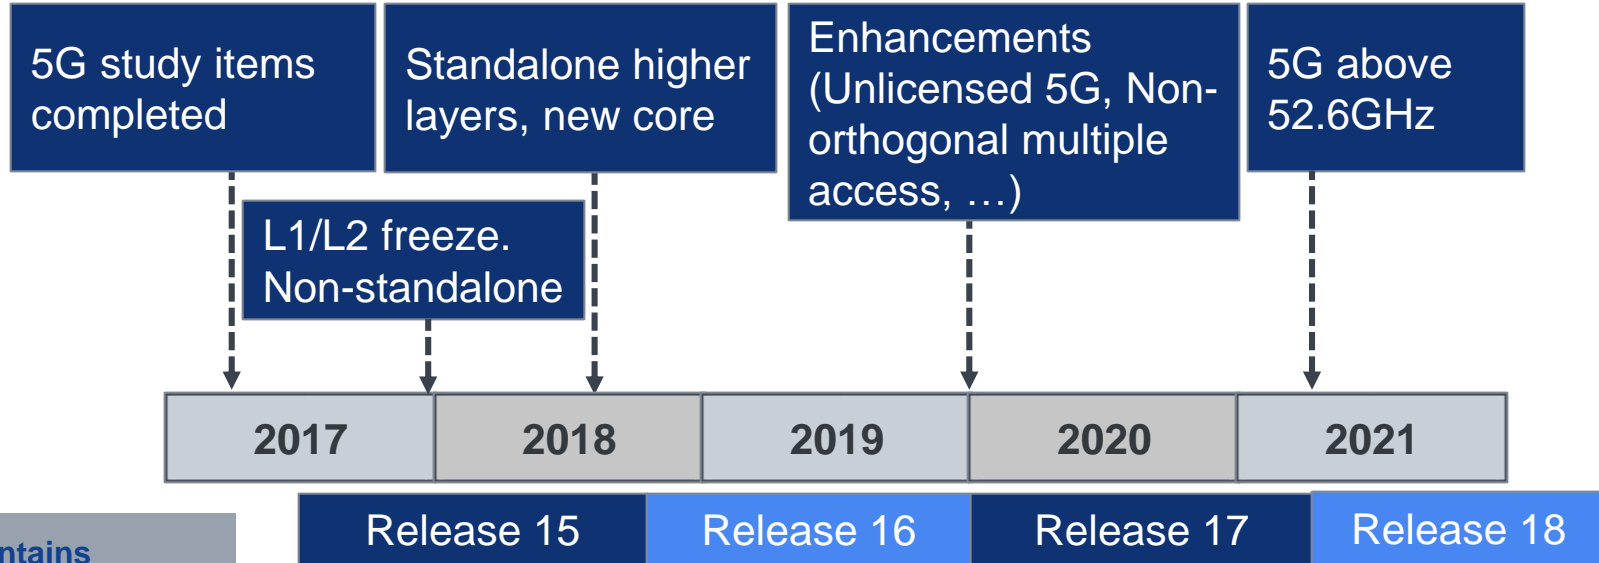 5G study items
completed
Standalone higher
layers, new core
Enhancements
(Unlicensed 5G, Non-
orthogonal multiple
access, …)
5G above
52.6GHz
L1/L2 freeze.
Non-standalone
2017
2018
2019
2020
2021
Release 15
Release 16
Release 17
Release 18